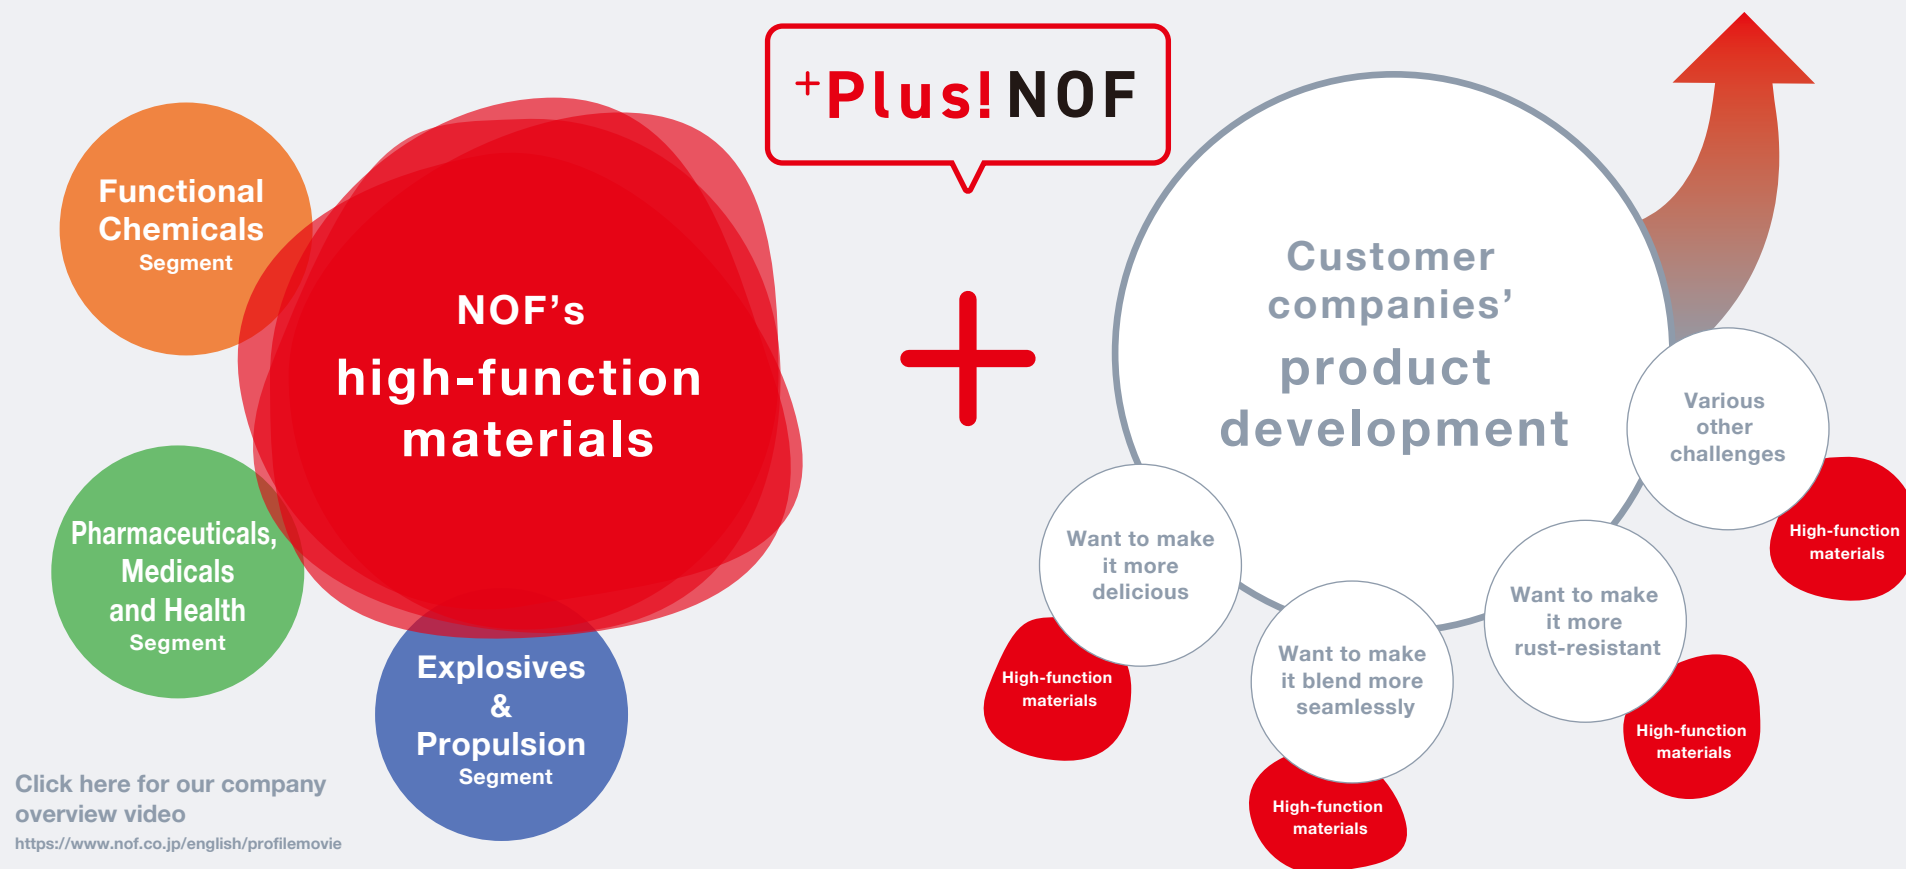 +Plus! NOF
Functional
Chemicals
Segment
NOF’s
high-function
materials
Pharmaceuticals,
Medicals
and Health
Segment
Explosives
&
Propulsion
Segment
+
Customer
companies’
product
development
Want to make
it more
delicious
High-function
materials
Want to make
it blend more
seamlessly
High-function
materials
Want to make
it more
rust-resistant
High-function
materials
Various
other
challenges
High-function
materials
Click here for our company
overview video
https://www.nof.co.jp/english/profilemovie